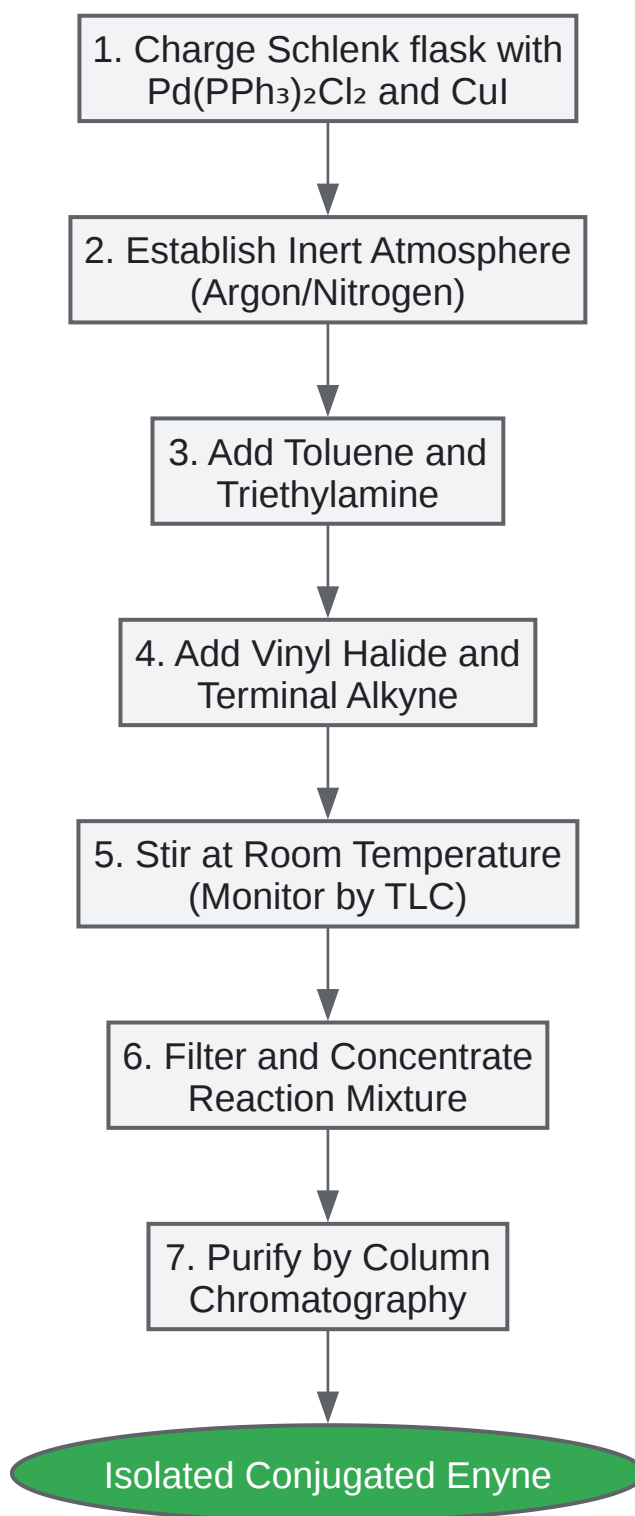 1. Charge Schlenk flask with
Pd(PPh₃)₂Cl₂ and CuI
2. Establish Inert Atmosphere
(Argon/Nitrogen)
3. Add Toluene and
Triethylamine
4. Add Vinyl Halide and
Terminal Alkyne
5. Stir at Room Temperature
(Monitor by TLC)
6. Filter and Concentrate
Reaction Mixture
7. Purify by Column
Chromatography
Isolated Conjugated Enyne